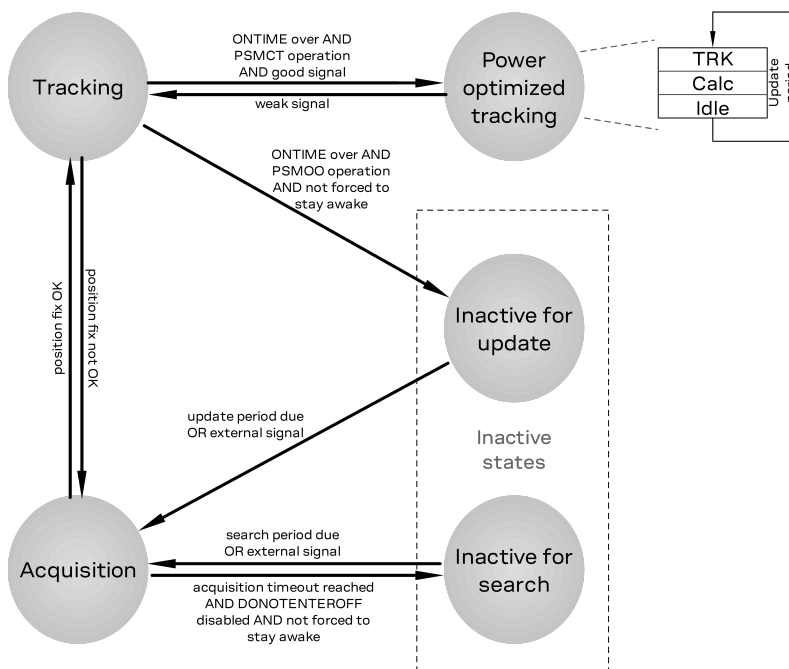 ONTIME over AND
PSMCT operation
AND good signal
weak signal
Tracking
Power
optimized
tracking
TRK
Calc
Idle
Update
period
ONTIME over AND
PSMOO operation
AND not forced to
stay awake
position fix OK
position fix not OK
Inactive for
update
update period due
OR external signal
Inactive
states
search period due
OR external signal
Acquisition
Inactive for
search
acquisition timeout reached
AND DONOTENTEROFF
disabled AND not forced to
stay awake